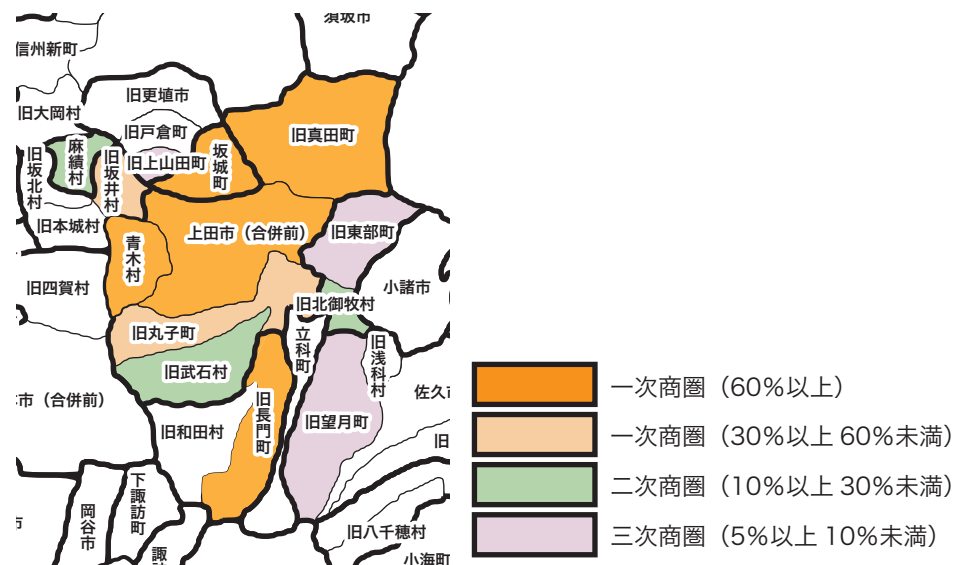 須坂市
信州新町
旧更埴市
旧大岡村
旧戸倉町
旧真田町
麻績村
旧坂井村
旧上山田町
坂城町
旧坂北村
旧本城村
上田市（合併前）
旧東部町
青木村
旧四賀村
小諸市
旧北御牧村
旧丸子町
立科町
旧浅科村
旧武石村
市（合併前）
旧長門町
佐久市
旧和田村
旧望月町
旧
下諏訪町
岡谷市
市
旧八千穂村
小海町
一次商圏（60％以上）
一次商圏（30％以上 60％未満）
二次商圏（10％以上 30％未満）
三次商圏（5％以上 10％未満）